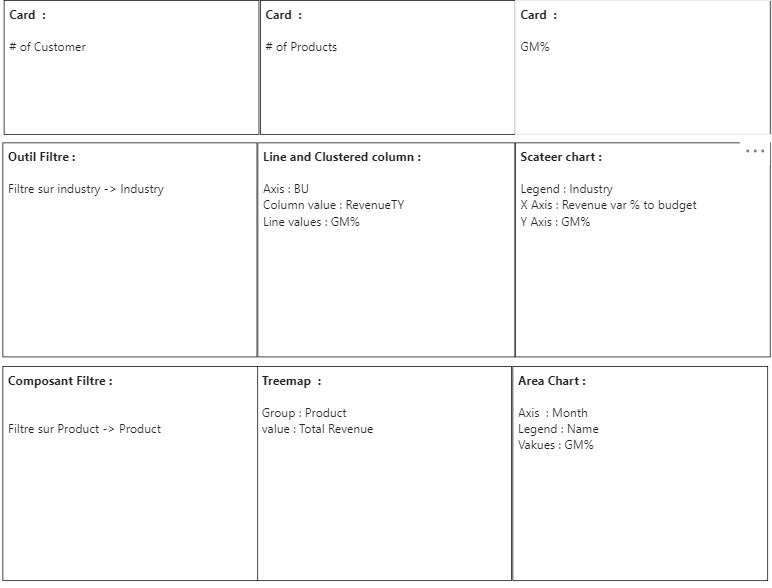 Card  :
# of Customer
Card  :
# of Products
Card  :
GM%
Outil Filtre :
Filtre sur industry -> Industry
Line and Clustered column :
Axis : BU
Column value : RevenueTY
Line values : GM%
Scateer chart :
Legend : Industry
X Axis : Revenue var % to budget
Y Axis : GM%
Composant Filtre :
Filtre sur Product -> Product
Treemap  :
Group : Product
value : Total Revenue
Area Chart :
Axis  : Month
Legend : Name
Vakues : GM%